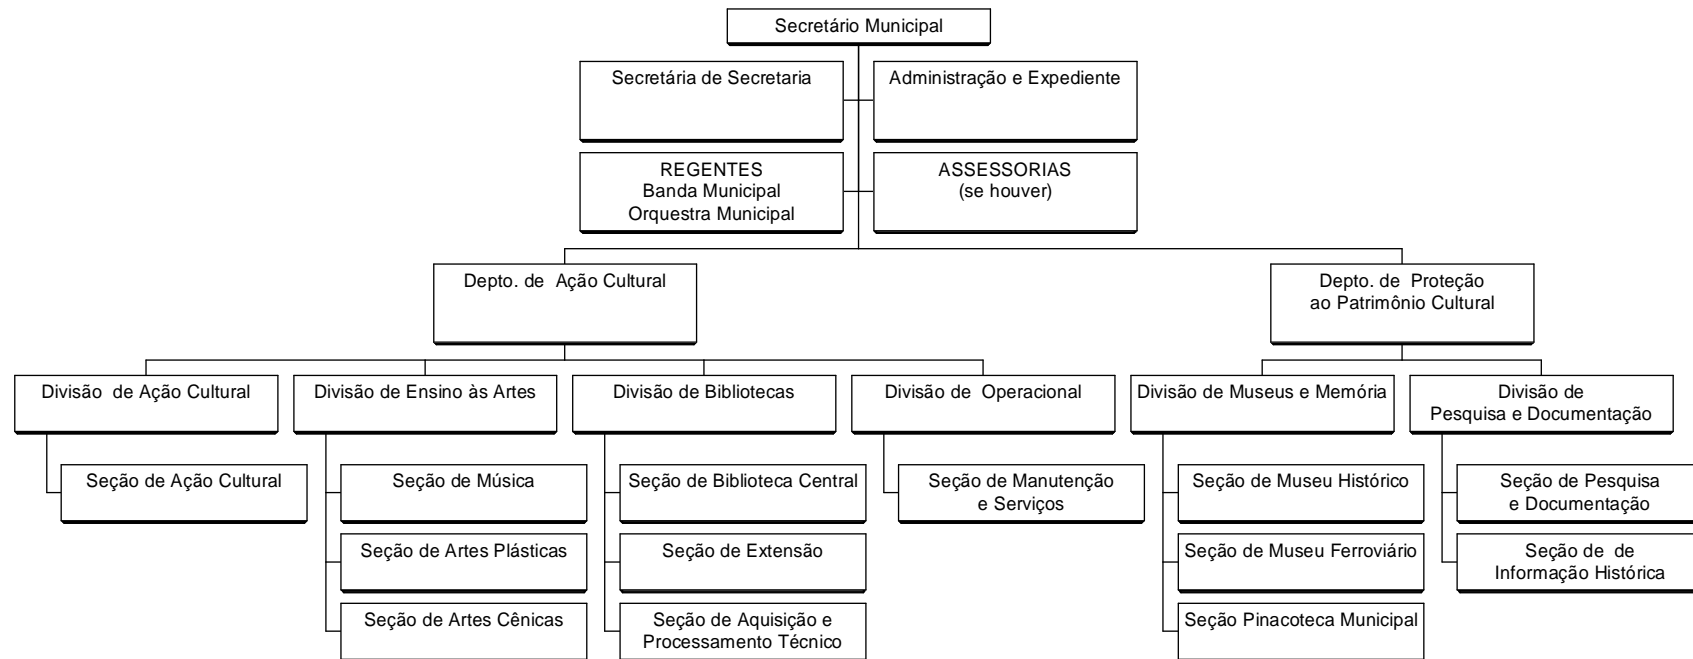 Secretário Municipal
Secretária de Secretaria
Administração e Expediente
REGENTES
Banda Municipal
Orquestra Municipal
ASSESSORIAS
(se houver)
Depto. de Ação Cultural
Depto. de Proteção
ao Patrimônio Cultural
Divisão de Ação Cultural
Divisão de Ensino às Artes
Divisão de Bibliotecas
Divisão de Operacional
Divisão de Museus e Memória
Divisão de
Pesquisa e Documentação
Seção de Ação Cultural
Seção de Música
Seção de Biblioteca Central
Seção de Manutenção
e Serviços
Seção de Museu Histórico
Seção de Pesquisa
e Documentação
Seção de Artes Plásticas
Seção de Extensão
Seção de Museu Ferroviário
Seção de de
Informação Histórica
Seção de Artes Cênicas
Seção de Aquisição e
Processamento Técnico
Seção Pinacoteca Municipal